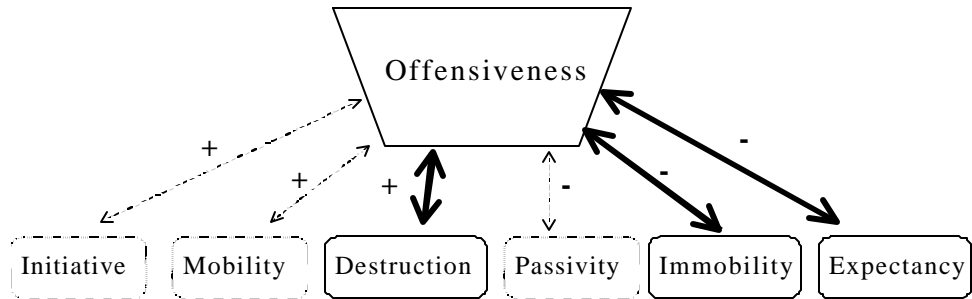 Offensiveness
+
+
+
-
-
-
Initiative
Mobility
Destruction
Passivity
Immobility
Expectancy